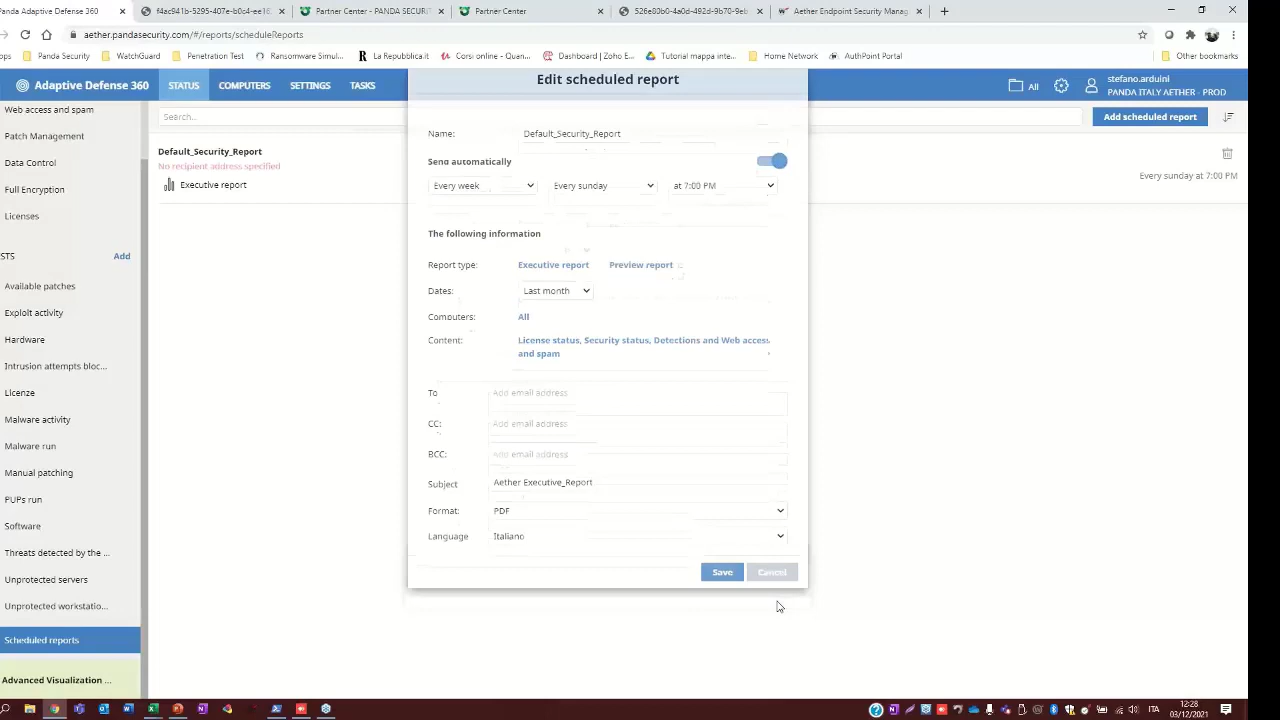 anda Adaptive Defense 360
f4ac941b-5295-407e-b0c4-ee16
Partner Center - PANDA SECURIT
Partner Center
526e80b0-4a0d-492d-9b70-9eb
Aether Endpoint Security Manag
aether.pandasecurity.com/#/reports/scheduleReports
Panda Security
WatchGuard
Penetration Test
Ransomware Simul...
La Repubblica.it
Corsi online - Quan...
Dashboard | Zoho E...
Tutorial mappa inte...
Home Network
AuthPoint Portal
Other bookmarks
Adaptive Defense 360
STATUS
COMPUTERS
SETTINGS
TASKS
Edit scheduled report
All
stefano.arduini
PANDA ITALY AETHER - PROD
Web access and spam
Patch Management
Data Control
Full Encryption
Licenses
STS
Add
Available patches
Exploit activity
Hardware
Intrusion attempts bloc...
Licenze
Malware activity
Malware run
Manual patching
PUPs run
Software
Threats detected by the ...
Unprotected servers
Unprotected workstatio...
Scheduled reports
Advanced Visualization ...
Search...
Add scheduled report
Default_Security_Report
No recipient address specified
Executive report
Every sunday at 7:00 PM
Name: Default_Security_Report
Send automatically
Every week Every sunday at 7:00 PM
The following information
Report type: Executive report Preview report
Dates: Last month
Computers: All
Content: License status, Security status, Detections and Web access
and spam
To Add email address
CC: Add email address
BCC: Add email address
Subject Aether Executive_Report
Format: PDF
Language Italiano
Save Cancel
ITA
12:28
03/12/2021